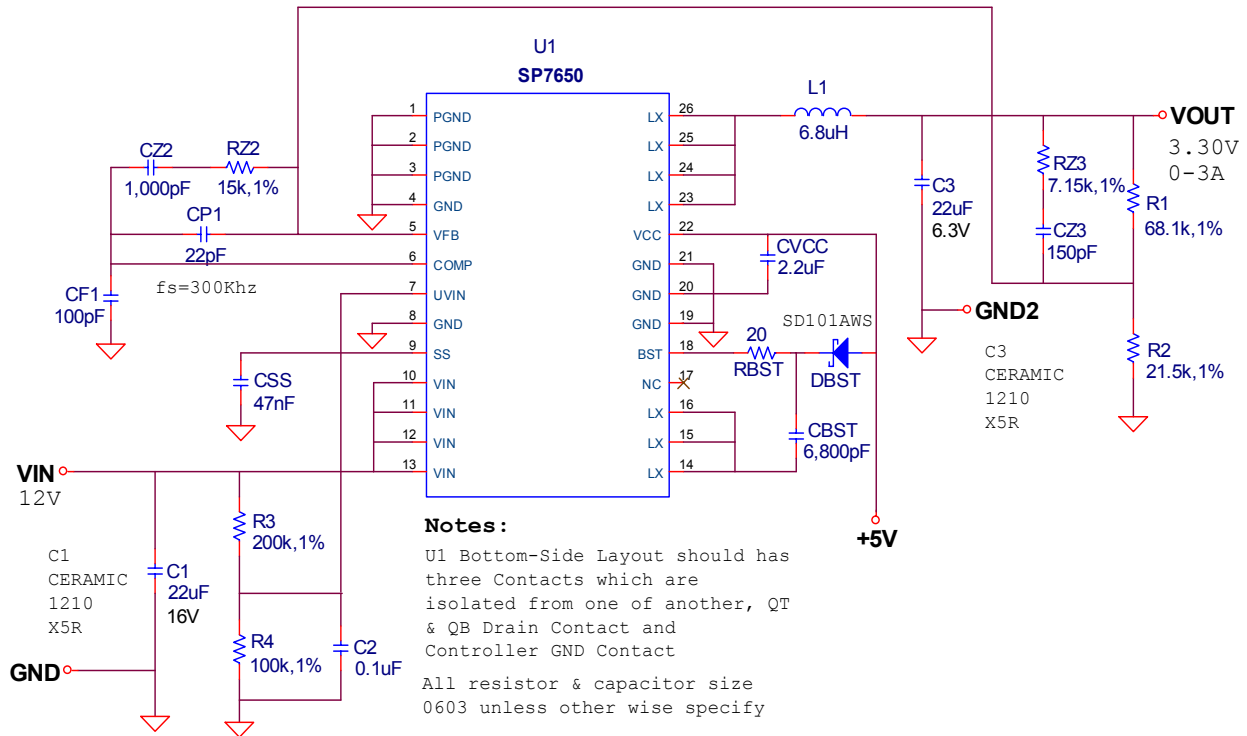 U1
SP7650
1 PGND
2 PGND
3 PGND
4 GND
5 VFB
6 COMP
7 UVIN
8 GND
9 SS
10 VIN
11 VIN
12 VIN
13 VIN
LX 26
LX 25
LX 24
LX 23
VCC 22
GND 21
GND 20
GND 19
BST 18
NC 17
LX 16
LX 15
LX 14
CZ2
1,000pF
RZ2
15k,1%
CP1
22pF
CF1
100pF
fs=300Khz
CSS
47nF
VIN
12V
C1
CERAMIC
1210
X5R
C1
22uF
16V
GND
R3
200k,1%
R4
100k,1%
C2
0.1uF
L1
6.8uH
C3
22uF
6.3V
RZ3
7.15k,1%
CZ3
150pF
R1
68.1k,1%
R2
21.5k,1%
VOUT
3.30V
0-3A
GND2
C3
CERAMIC
1210
X5R
CVCC
2.2uF
SD101AWS
20
RBST
DBST
CBST
6,800pF
+5V
Notes:
U1 Bottom-Side Layout should has
three Contacts which are
isolated from one of another, QT
& QB Drain Contact and
Controller GND Contact
All resistor & capacitor size
0603 unless other wise specify